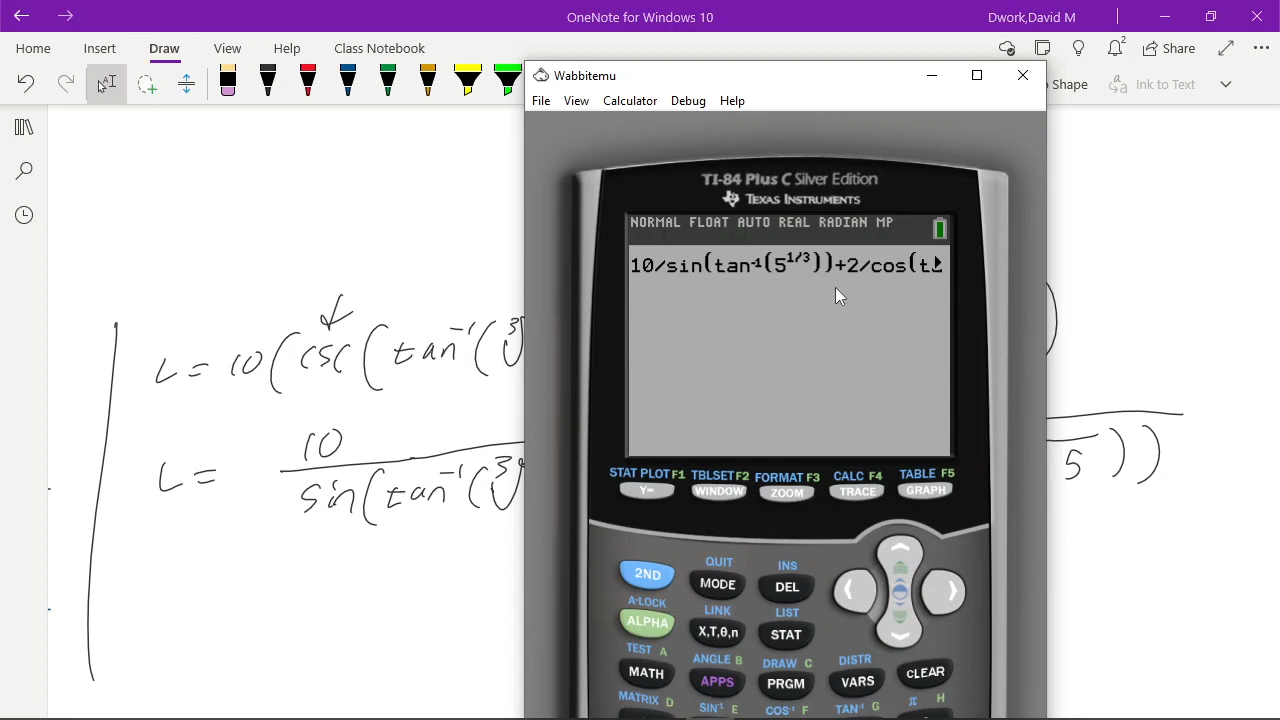 OneNote for Windows 10
Dwork,David M
Home Insert Draw View Help Class Notebook
Share
Shape
Ink to Text
Wabbitemu
File View Calculator Debug Help
TI-84 Plus C Silver Edition
TEXAS INSTRUMENTS
NORMAL FLOAT AUTO REAL RADIAN MP
10/sin(tan⁻¹(5^1/3))+2/cos(t
L = 10(csc(tan⁻¹(∛
L = 10
sin(tan⁻¹(∛
5))
STAT PLOT F1 TBLSET F2 FORMAT F3 CALC F4 TABLE F5
Y= WINDOW ZOOM TRACE GRAPH
QUIT INS
2ND MODE DEL
A-LOCK LINK LIST
ALPHA X,T,θ,n STAT
TEST A ANGLE B DRAW C DISTR
MATH APPS PRGM VARS CLEAR
MATRIX D SIN⁻¹ E COS⁻¹ F TAN⁻¹ G π H